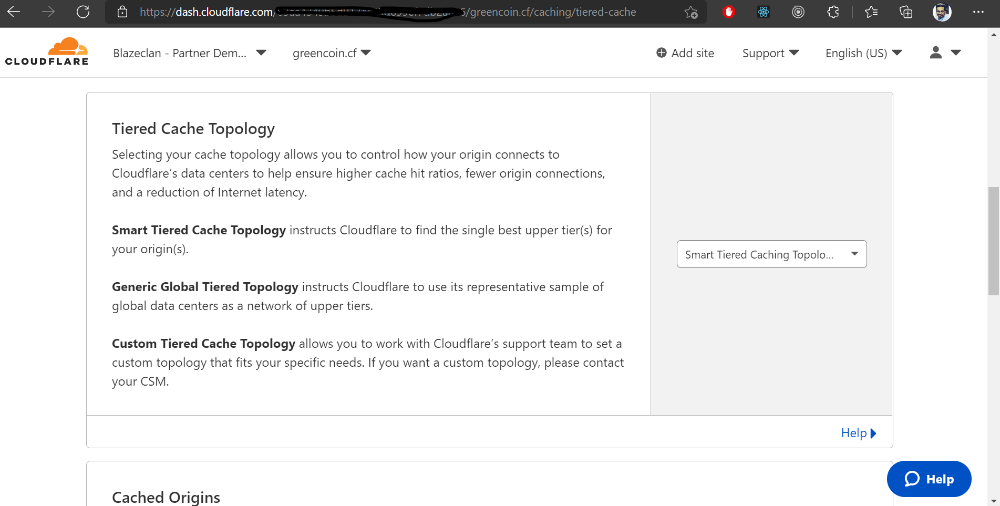 https://dash.cloudflare.com/
6/greencoin.cf/caching/tiered-cache
CLOUDFLARE
Blazeclan - Partner Dem...
greencoin.cf
Add site
Support
English (US)
Tiered Cache Topology
Selecting your cache topology allows you to control how your origin connects to
Cloudflare’s data centers to help ensure higher cache hit ratios, fewer origin connections,
and a reduction of Internet latency.
Smart Tiered Cache Topology instructs Cloudflare to find the single best upper tier(s) for
your origin(s).
Smart Tiered Caching Topolo...
Generic Global Tiered Topology instructs Cloudflare to use its representative sample of
global data centers as a network of upper tiers.
Custom Tiered Cache Topology allows you to work with Cloudflare’s support team to set a
custom topology that fits your specific needs. If you want a custom topology, please contact
your CSM.
Help
Help
Cached Origins